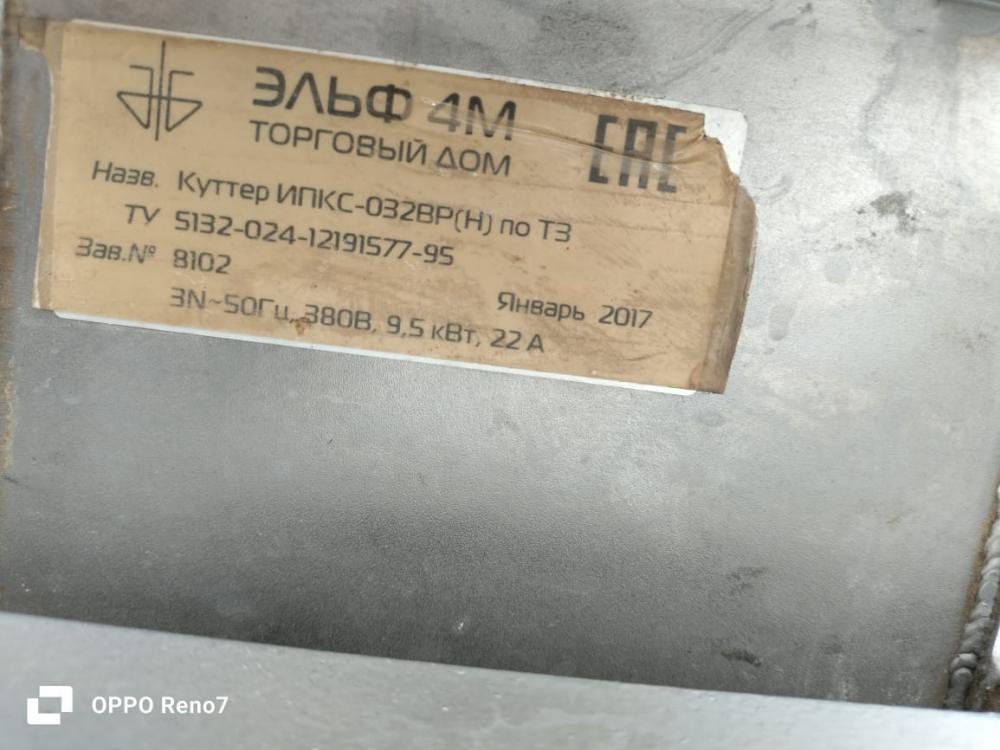 ЭЛЬФ 4М
ТОРГОВЫЙ ДОМ
ЕАС
Назв. Куттер ИПКС-032ВР(Н) по ТЗ
ТУ 5132-024-12191577-95
Зав.№ 8102
Январь 2017
3N~50Гц, 380В, 9,5 кВт, 22 А
OPPO Reno7